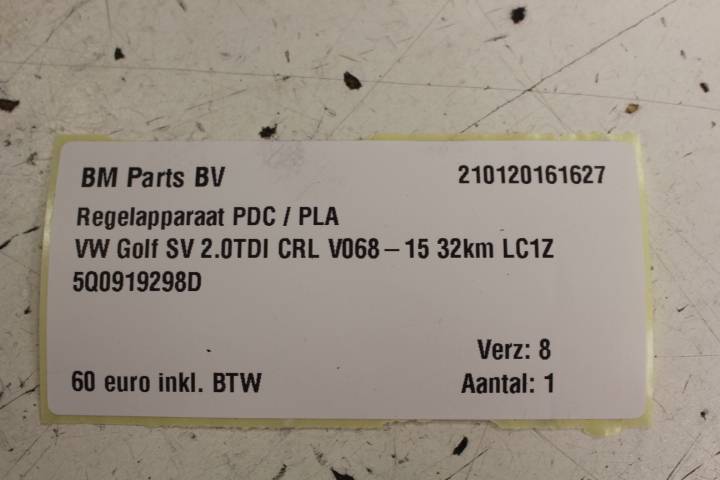 BM Parts BV 210120161627
Regelapparaat PDC / PLA
VW Golf SV 2.0TDI CRL V068 – 15 32km LC1Z
5Q0919298D
Verz: 8
60 euro inkl. BTW Aantal: 1